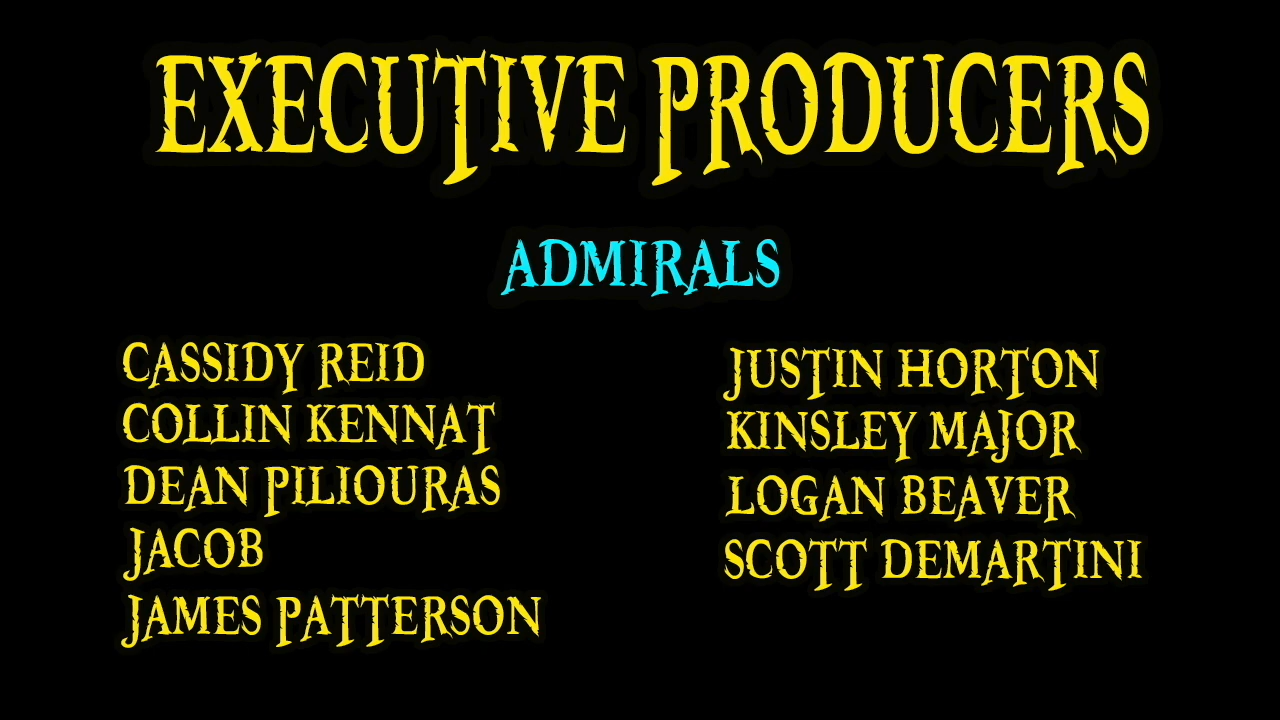 EXECUTIVE PRODUCERS
ADMIRALS
CASSIDY REID
COLLIN KENNAT
DEAN PILIOURAS
JACOB
JAMES PATTERSON
JUSTIN HORTON
KINSLEY MAJOR
LOGAN BEAVER
SCOTT DEMARTINI